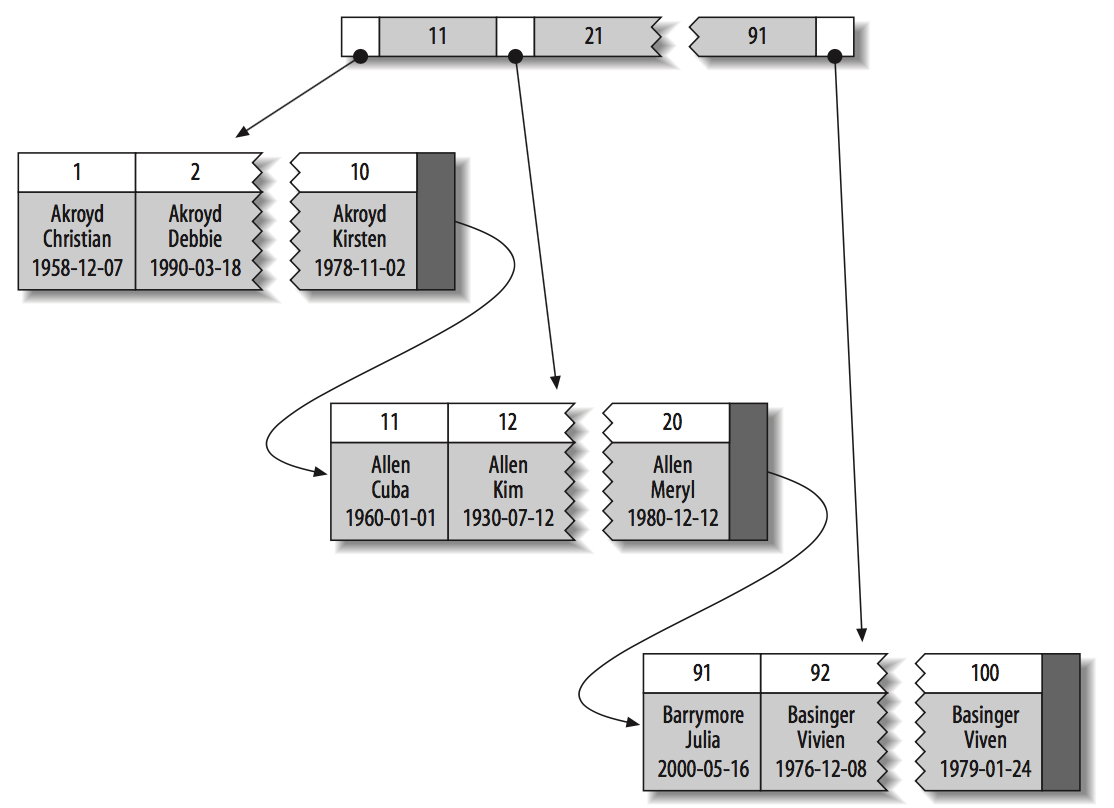 11 21 91
1 2 10
Akroyd Akroyd Akroyd
Christian Debbie Kirsten
1958-12-07 1990-03-18 1978-11-02
11 12 20
Allen Allen Allen
Cuba Kim Meryl
1960-01-01 1930-07-12 1980-12-12
91 92 100
Barrymore Basinger Basinger
Julia Vivien Viven
2000-05-16 1976-12-08 1979-01-24